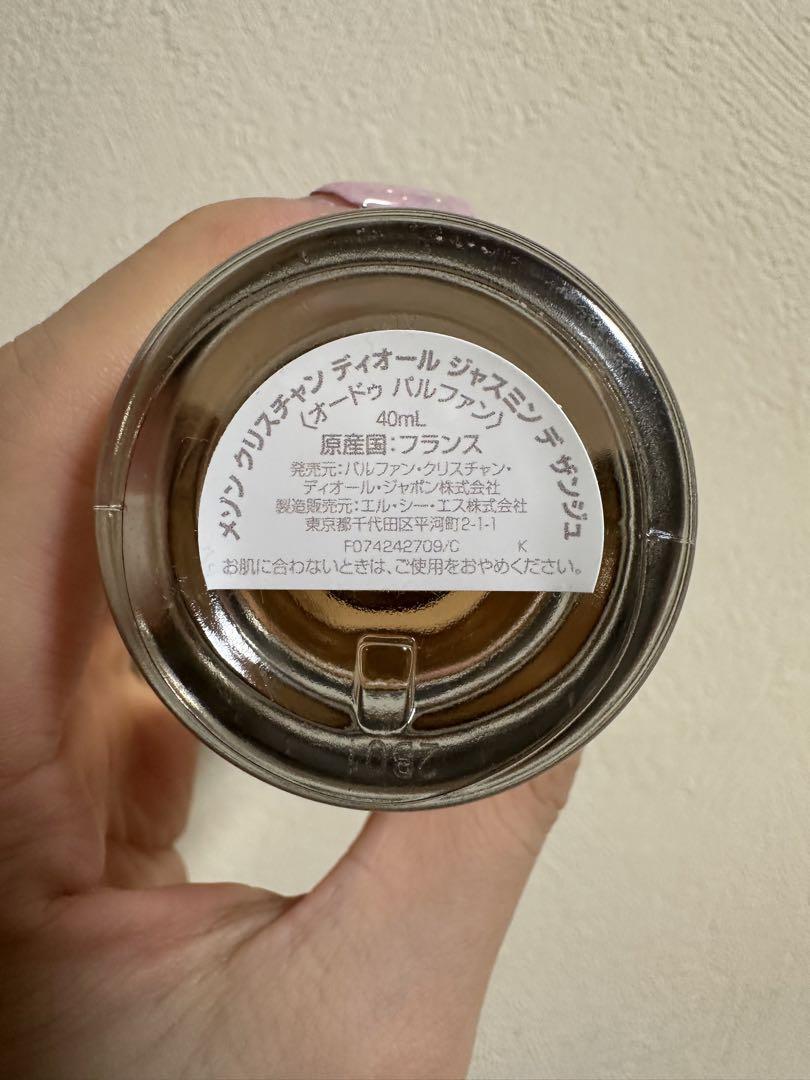 メゾン クリスチャン ディオール ジャスミン デ ザンジュ
〈オードゥ パルファン〉
40mL
原産国:フランス
発売元:パルファン・クリスチャン・
ディオール・ジャポン株式会社
製造販売元:エル・シー・エス株式会社
東京都千代田区平河町2-1-1
F074242709/C K
お肌に合わないときは、ご使用をおやめください。